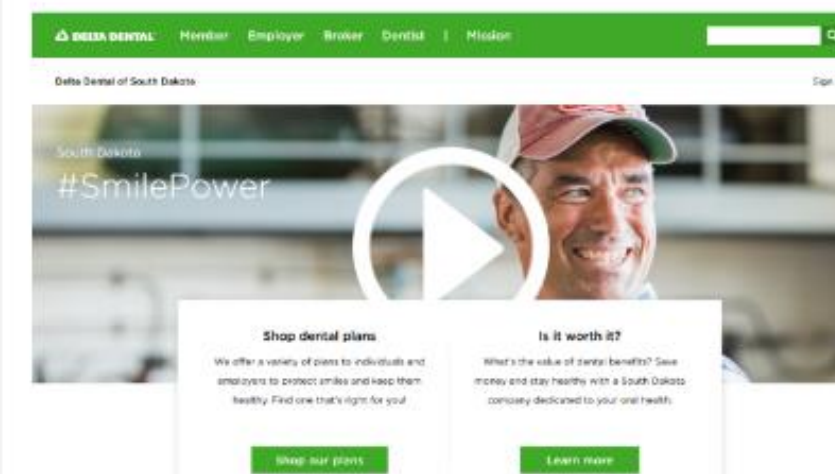 DELTA DENTAL Member Employer Broker Dentist | Mission
Delta Dental of South Dakota
Sign
South Dakota
#SmilePower
Shop dental plans
We offer a variety of plans to individuals and
employers to protect smiles and keep them
healthy. Find one that's right for you!
Shop our plans
Is it worth it?
What's the value of dental benefits? Save
money and stay healthy with a South Dakota
company dedicated to your oral health.
Learn more